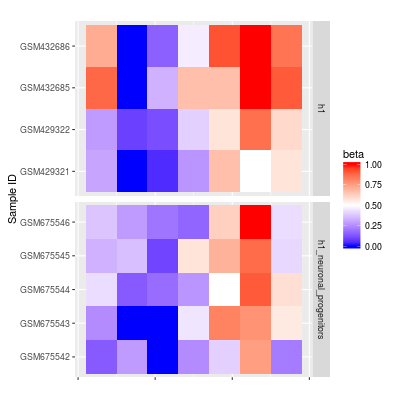 GSM432686
GSM432685
GSM429322
GSM429321
h1
GSM675546
GSM675545
GSM675544
GSM675543
GSM675542
h1_neuronal_progenitors
Sample ID
beta
1.00
0.75
0.50
0.25
0.00